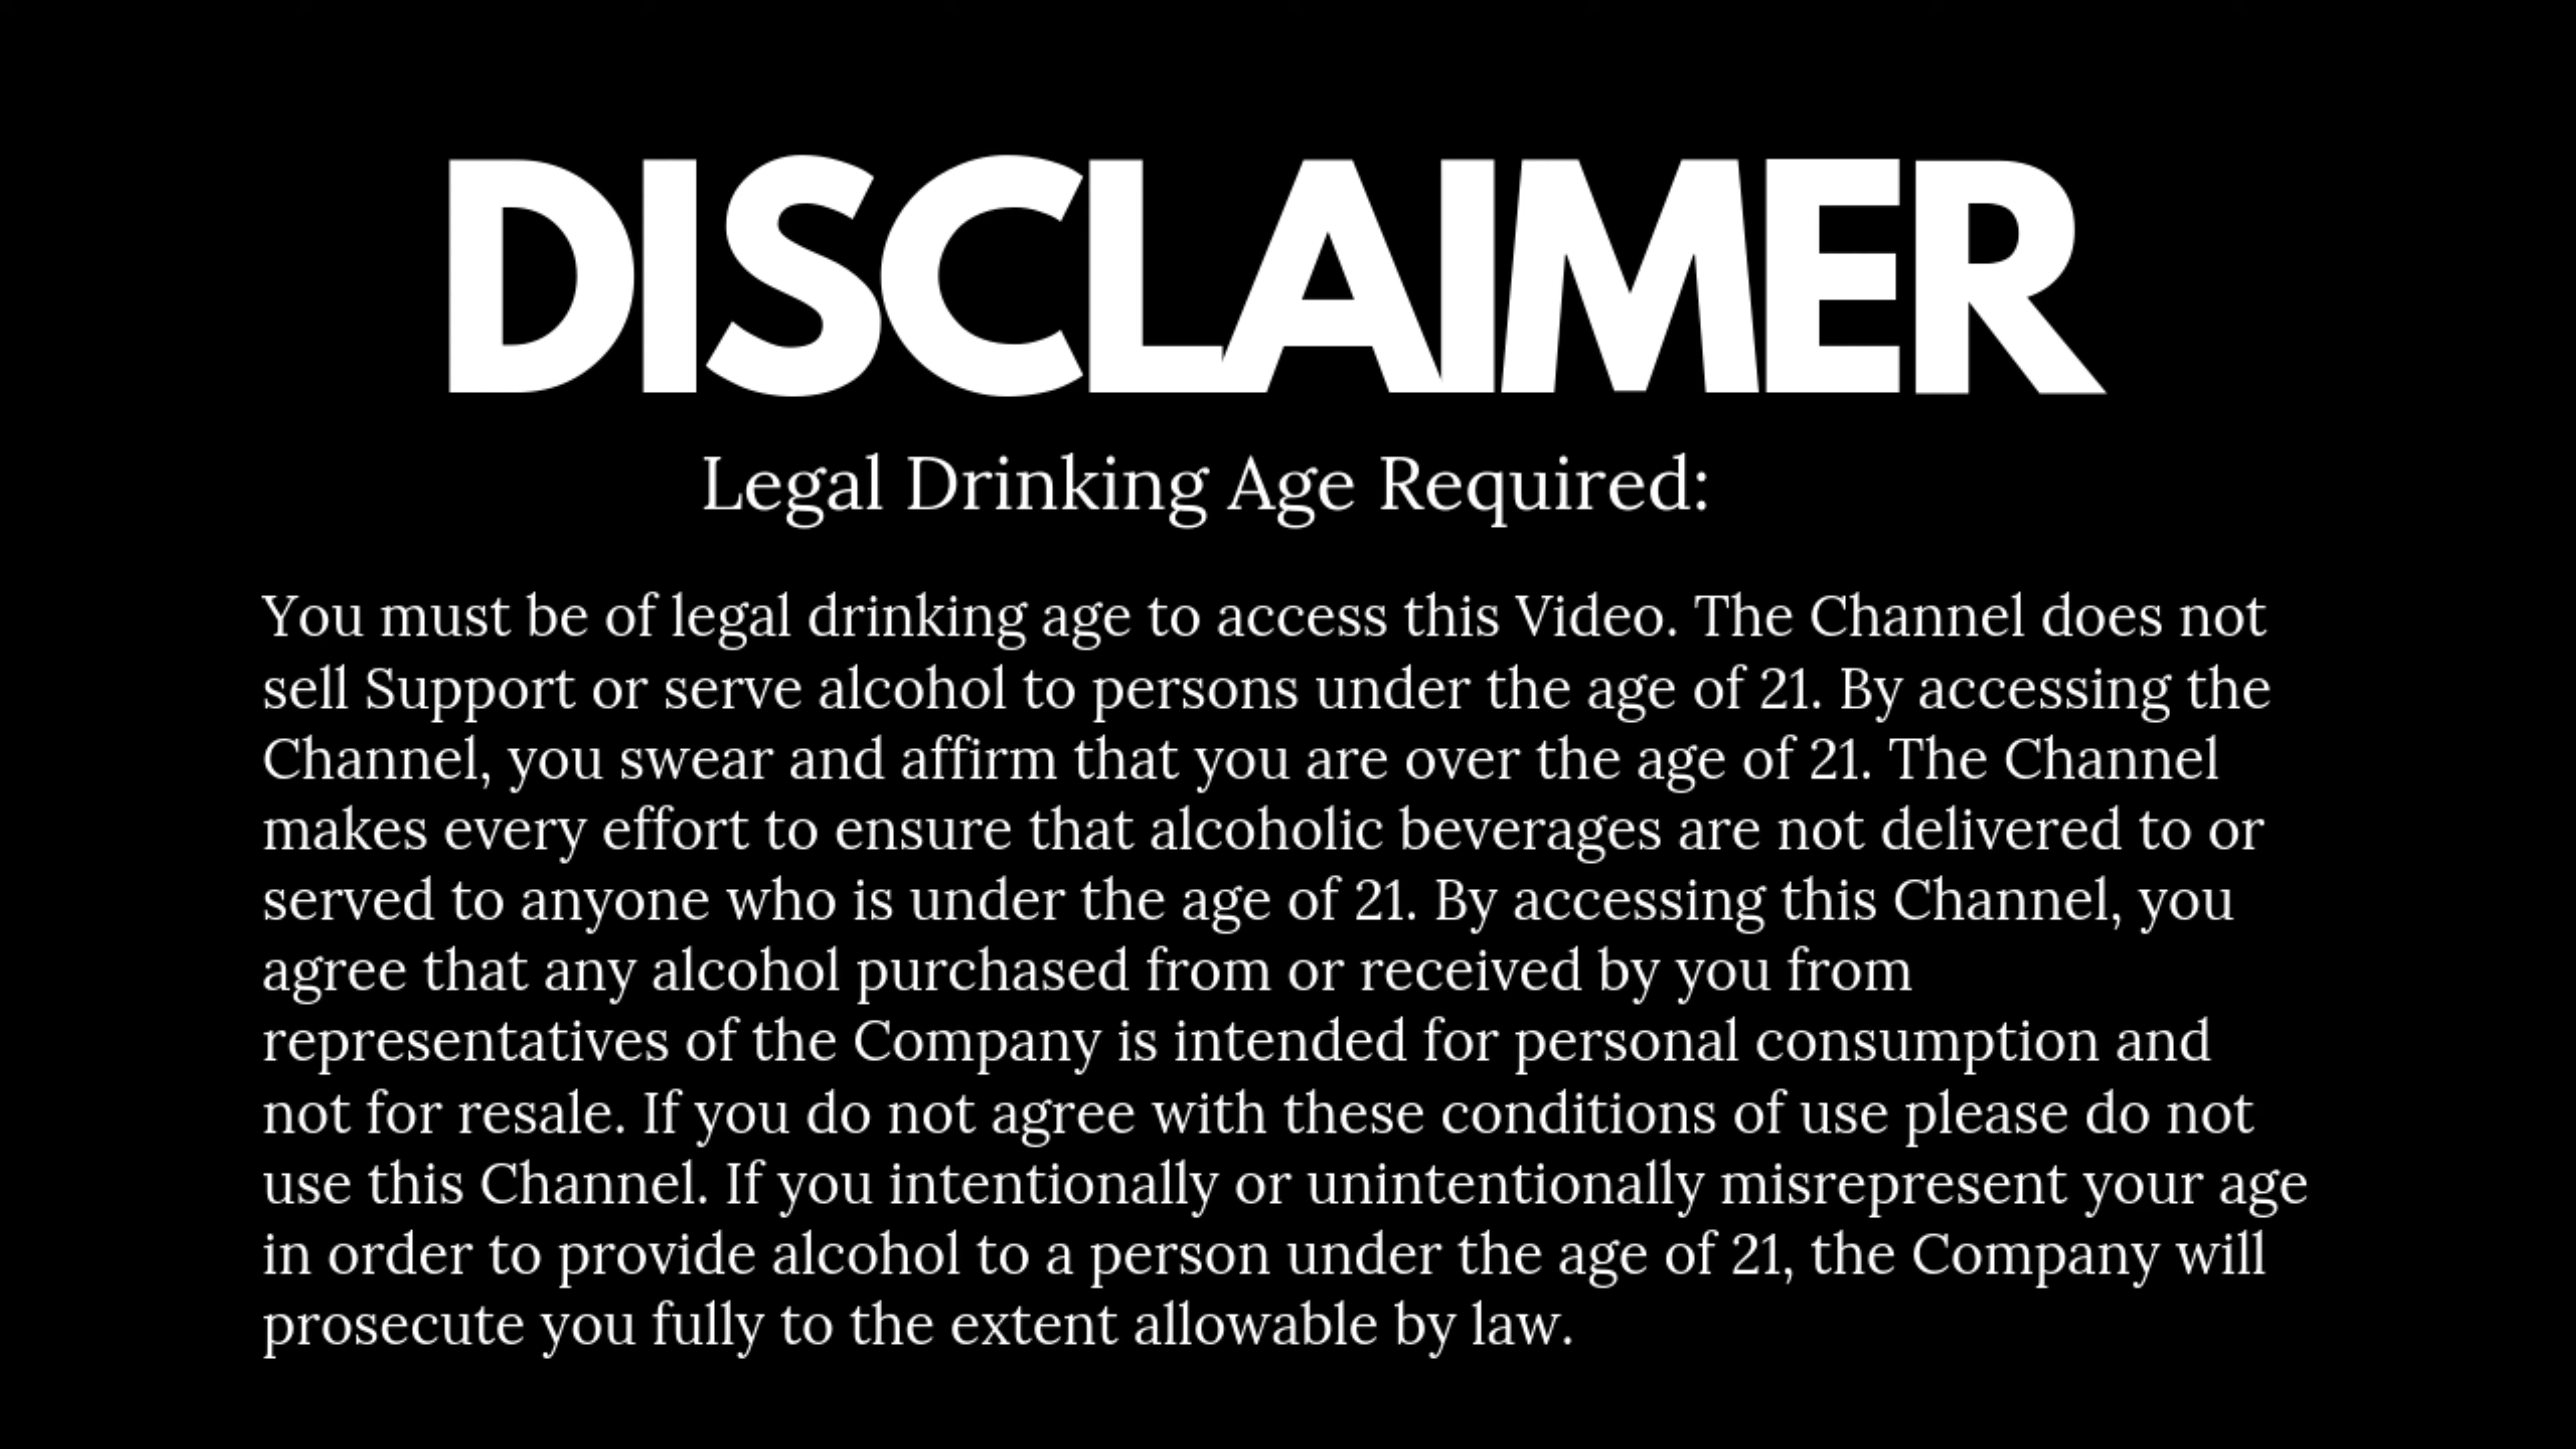 DISCLAIMER
Legal Drinking Age Required:
You must be of legal drinking age to access this Video. The Channel does not
sell Support or serve alcohol to persons under the age of 21. By accessing the
Channel, you swear and affirm that you are over the age of 21. The Channel
makes every effort to ensure that alcoholic beverages are not delivered to or
served to anyone who is under the age of 21. By accessing this Channel, you
agree that any alcohol purchased from or received by you from
representatives of the Company is intended for personal consumption and
not for resale. If you do not agree with these conditions of use please do not
use this Channel. If you intentionally or unintentionally misrepresent your age
in order to provide alcohol to a person under the age of 21, the Company will
prosecute you fully to the extent allowable by law.